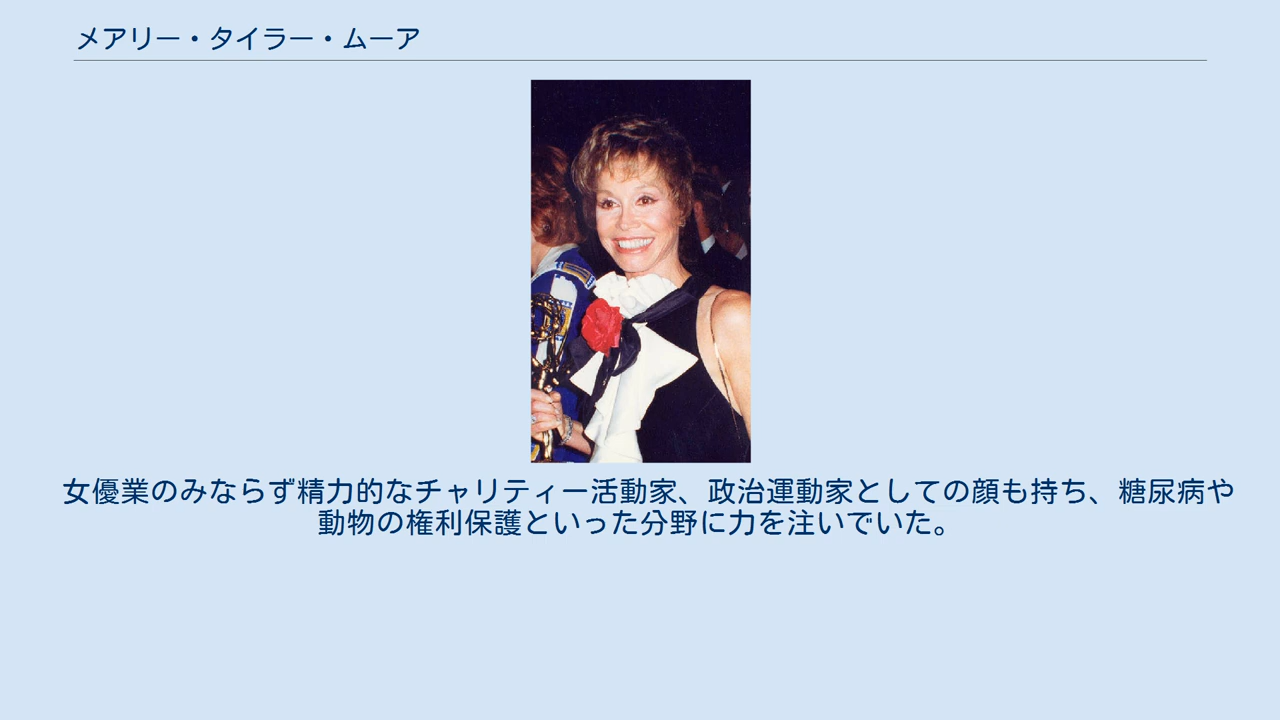 メアリー・タイラー・ムーア
女優業のみならず精力的なチャリティー活動家、政治運動家としての顔も持ち、糖尿病や
動物の権利保護といった分野に力を注いでいた。